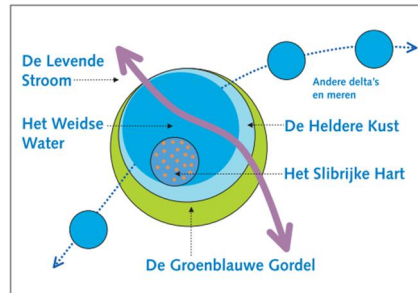 De Levende
Stroom
Andere delta's
en meren
Het Weidse
Water
De Heldere Kust
Het Slibrijke Hart
De Groenblauwe Gordel